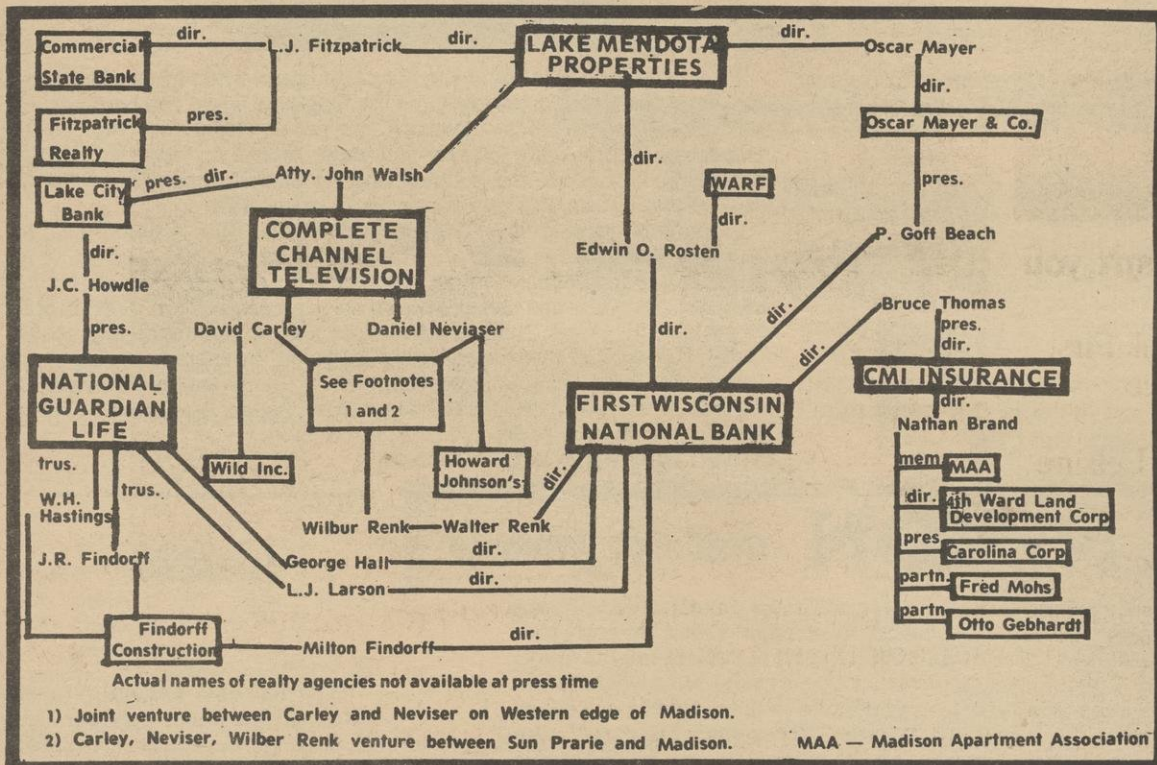 Commercial
State Bank
dir.
L.J. Fitzpatrick
dir.
LAKE MENDOTA
PROPERTIES
dir.
Oscar Mayer
dir.
Fitzpatrick
Realty
pres.
Oscar Mayer & Co.
pres.
Lake City
Bank
pres. dir.
Atty. John Walsh
dir.
WARF
dir.
COMPLETE
CHANNEL
TELEVISION
Edwin O. Rosten
P. Goff Beach
dir.
J.C. Howdle
pres.
David Carley
Daniel Neviaser
dir.
dir.
dir.
Bruce Thomas
pres.
dir.
NATIONAL
GUARDIAN
LIFE
See Footnotes
1 and 2
FIRST WISCONSIN
NATIONAL BANK
CMI INSURANCE
dir.
Nathan Brand
trus.
W.H.
Hastings
trus.
J.R. Findorff
Wild Inc.
Howard
Johnson's
dir.
Wilbur Renk
Walter Renk
mem.
MAA
dir.
4th Ward Land
Development Corp
pres
Carolina Corp
partn.
Fred Mohs
partn
Otto Gebhardt
George Hall
dir.
L.J. Larson
dir.
Findorff
Construction
Milton Findorff
dir.
Actual names of realty agencies not available at press time
1) Joint venture between Carley and Neviser on Western edge of Madison.
2) Carley, Neviser, Wilber Renk venture between Sun Prarie and Madison.
MAA — Madison Apartment Association